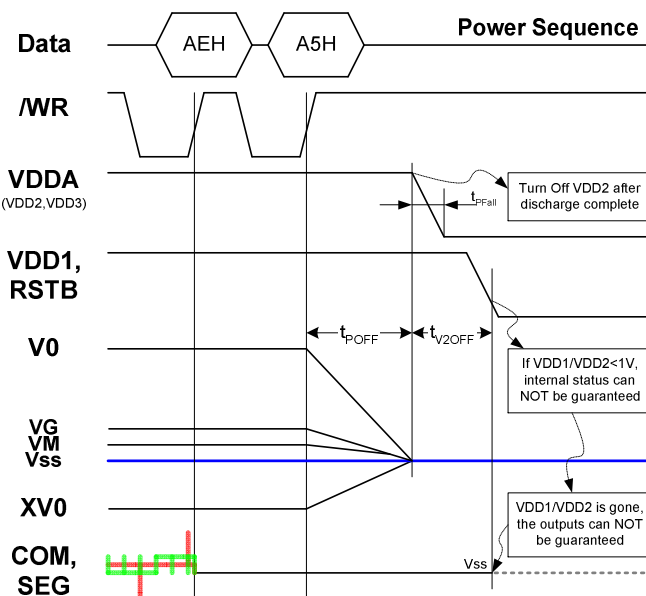 Power Sequence
Data
AEH
A5H
/WR
VDDA
(VDD2,VDD3)
tPFall
Turn Off VDD2 after
discharge complete
VDD1,
RSTB
tPOFF
tV2OFF
V0
If VDD1/VDD2<1V,
internal status can
NOT be guaranteed
VG
VM
Vss
XV0
VDD1/VDD2 is gone,
the outputs can NOT
be guaranteed
COM,
SEG
Vss